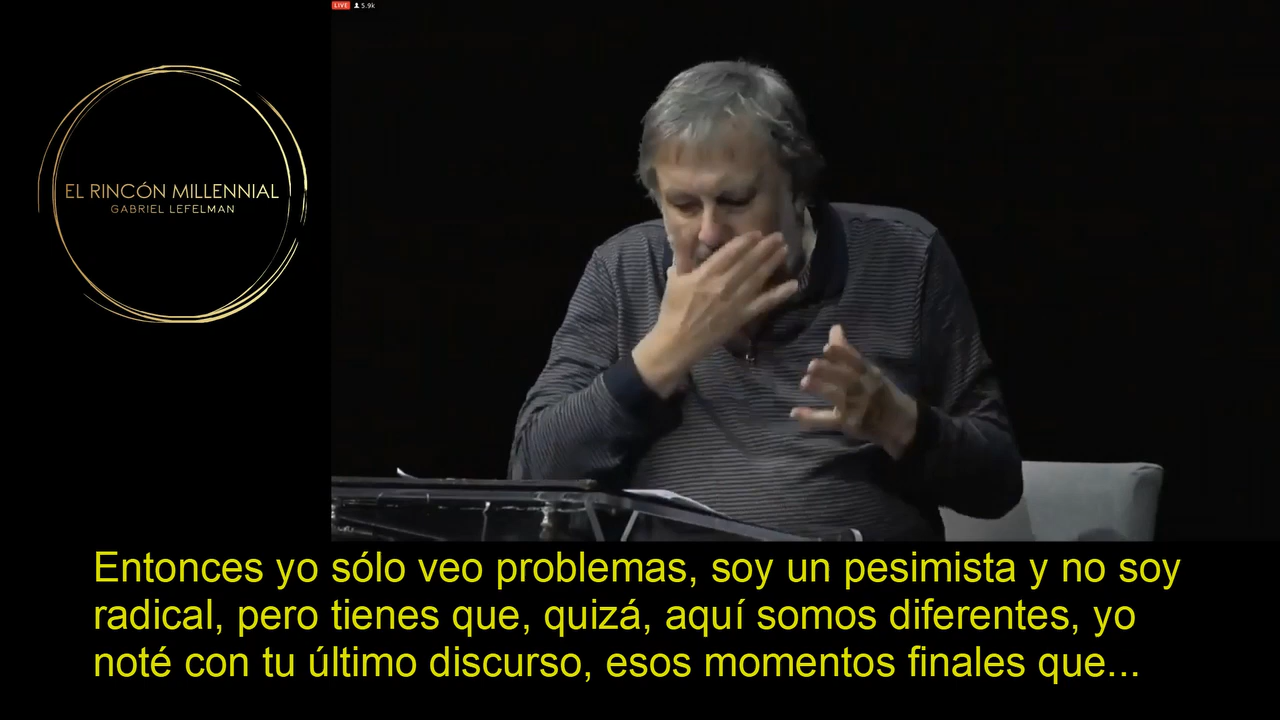 LIVE 5.9k
EL RINCÓN MILLENNIAL
GABRIEL LEFELMAN
Entonces yo sólo veo problemas, soy un pesimista y no soy
radical, pero tienes que, quizá, aquí somos diferentes, yo
noté con tu último discurso, esos momentos finales que...